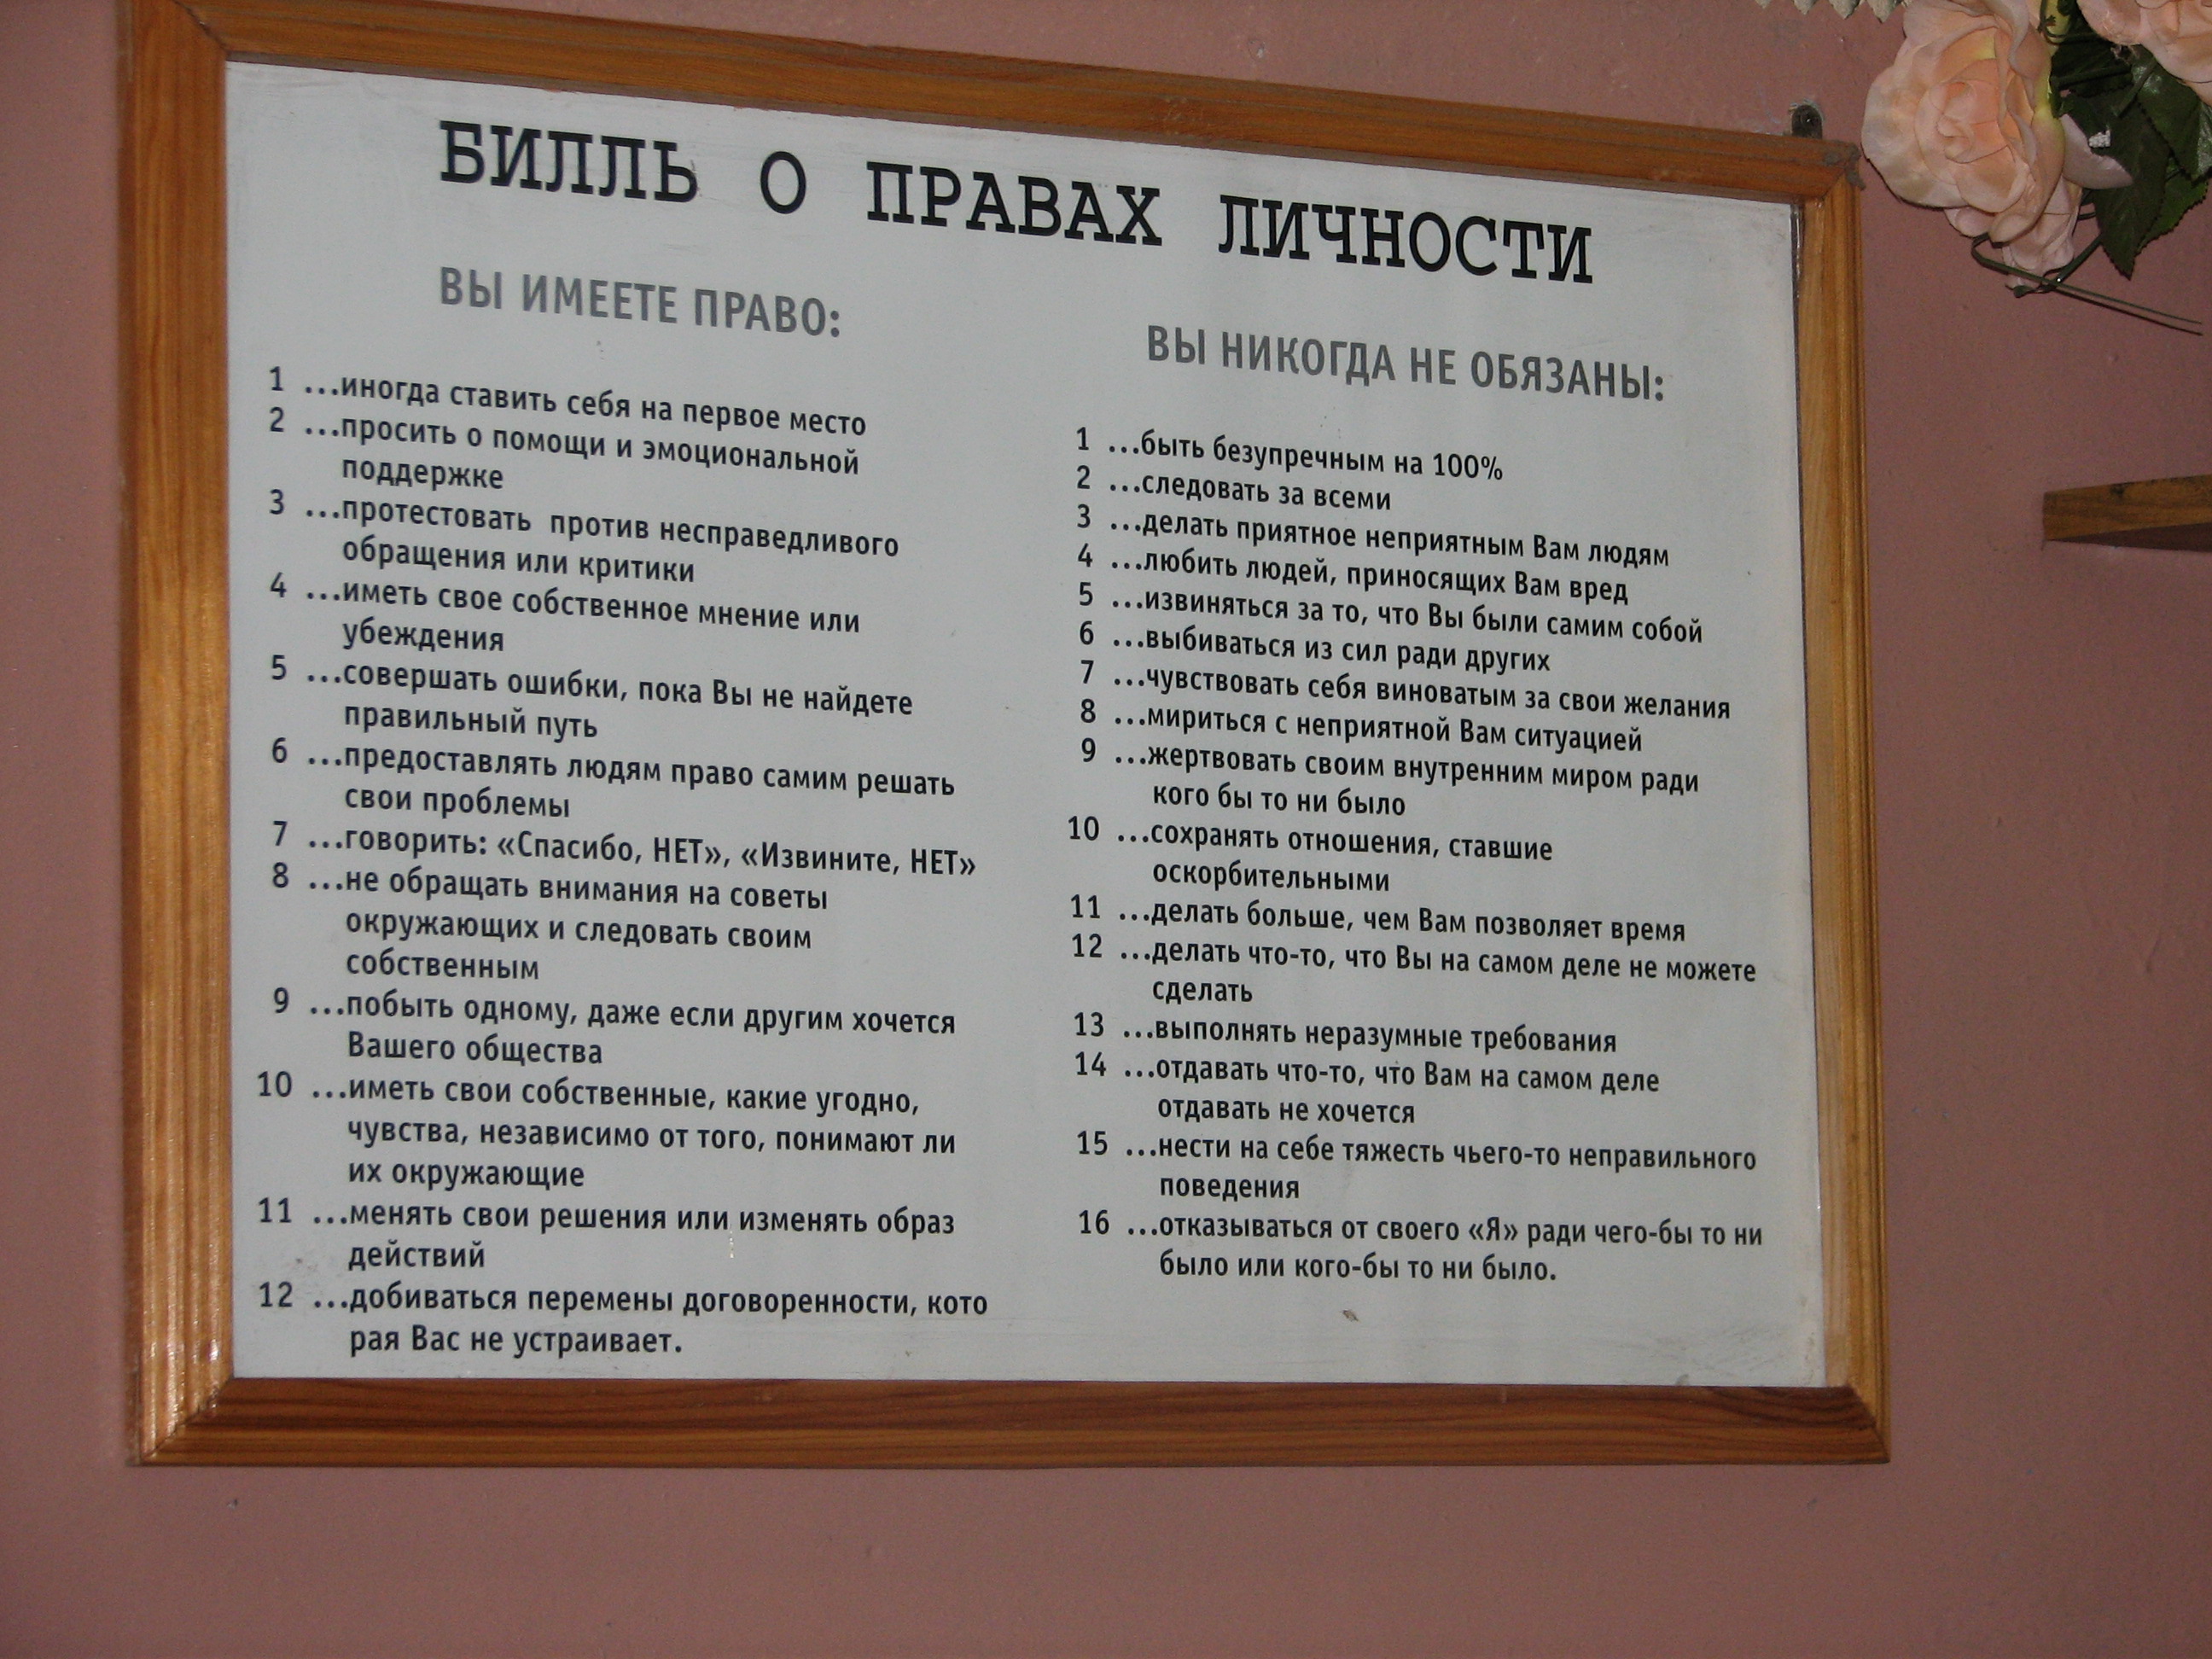 БИЛЛЬ О ПРАВАХ ЛИЧНОСТИ
ВЫ ИМЕЕТЕ ПРАВО:
1 ...иногда ставить себя на первое место
2 ...просить о помощи и эмоциональной
поддержке
3 ...протестовать против несправедливого
обращения или критики
4 ...иметь свое собственное мнение или
убеждения
5 ...совершать ошибки, пока Вы не найдете
правильный путь
6 ...предоставлять людям право самим решать
свои проблемы
7 ...говорить: «Спасибо, НЕТ», «Извините, НЕТ»
8 ...не обращать внимания на советы
окружающих и следовать своим
собственным
9 ...побыть одному, даже если другим хочется
Вашего общества
10 ...иметь свои собственные, какие угодно,
чувства, независимо от того, понимают ли
их окружающие
11 ...менять свои решения или изменять образ
действий
12 ...добиваться перемены договоренности, кото
рая Вас не устраивает.
ВЫ НИКОГДА НЕ ОБЯЗАНЫ:
1 ...быть безупречным на 100%
2 ...следовать за всеми
3 ...делать приятное неприятным Вам людям
4 ...любить людей, приносящих Вам вред
5 ...извиняться за то, что Вы были самим собой
6 ...выбиваться из сил ради других
7 ...чувствовать себя виноватым за свои желания
8 ...мириться с неприятной Вам ситуацией
9 ...жертвовать своим внутренним миром ради
кого бы то ни было
10 ...сохранять отношения, ставшие
оскорбительными
11 ...делать больше, чем Вам позволяет время
12 ...делать что-то, что Вы на самом деле не можете
сделать
13 ...выполнять неразумные требования
14 ...отдавать что-то, что Вам на самом деле
отдавать не хочется
15 ...нести на себе тяжесть чьего-то неправильного
поведения
16 ...отказываться от своего «Я» ради чего-бы то ни
было или кого-бы то ни было.